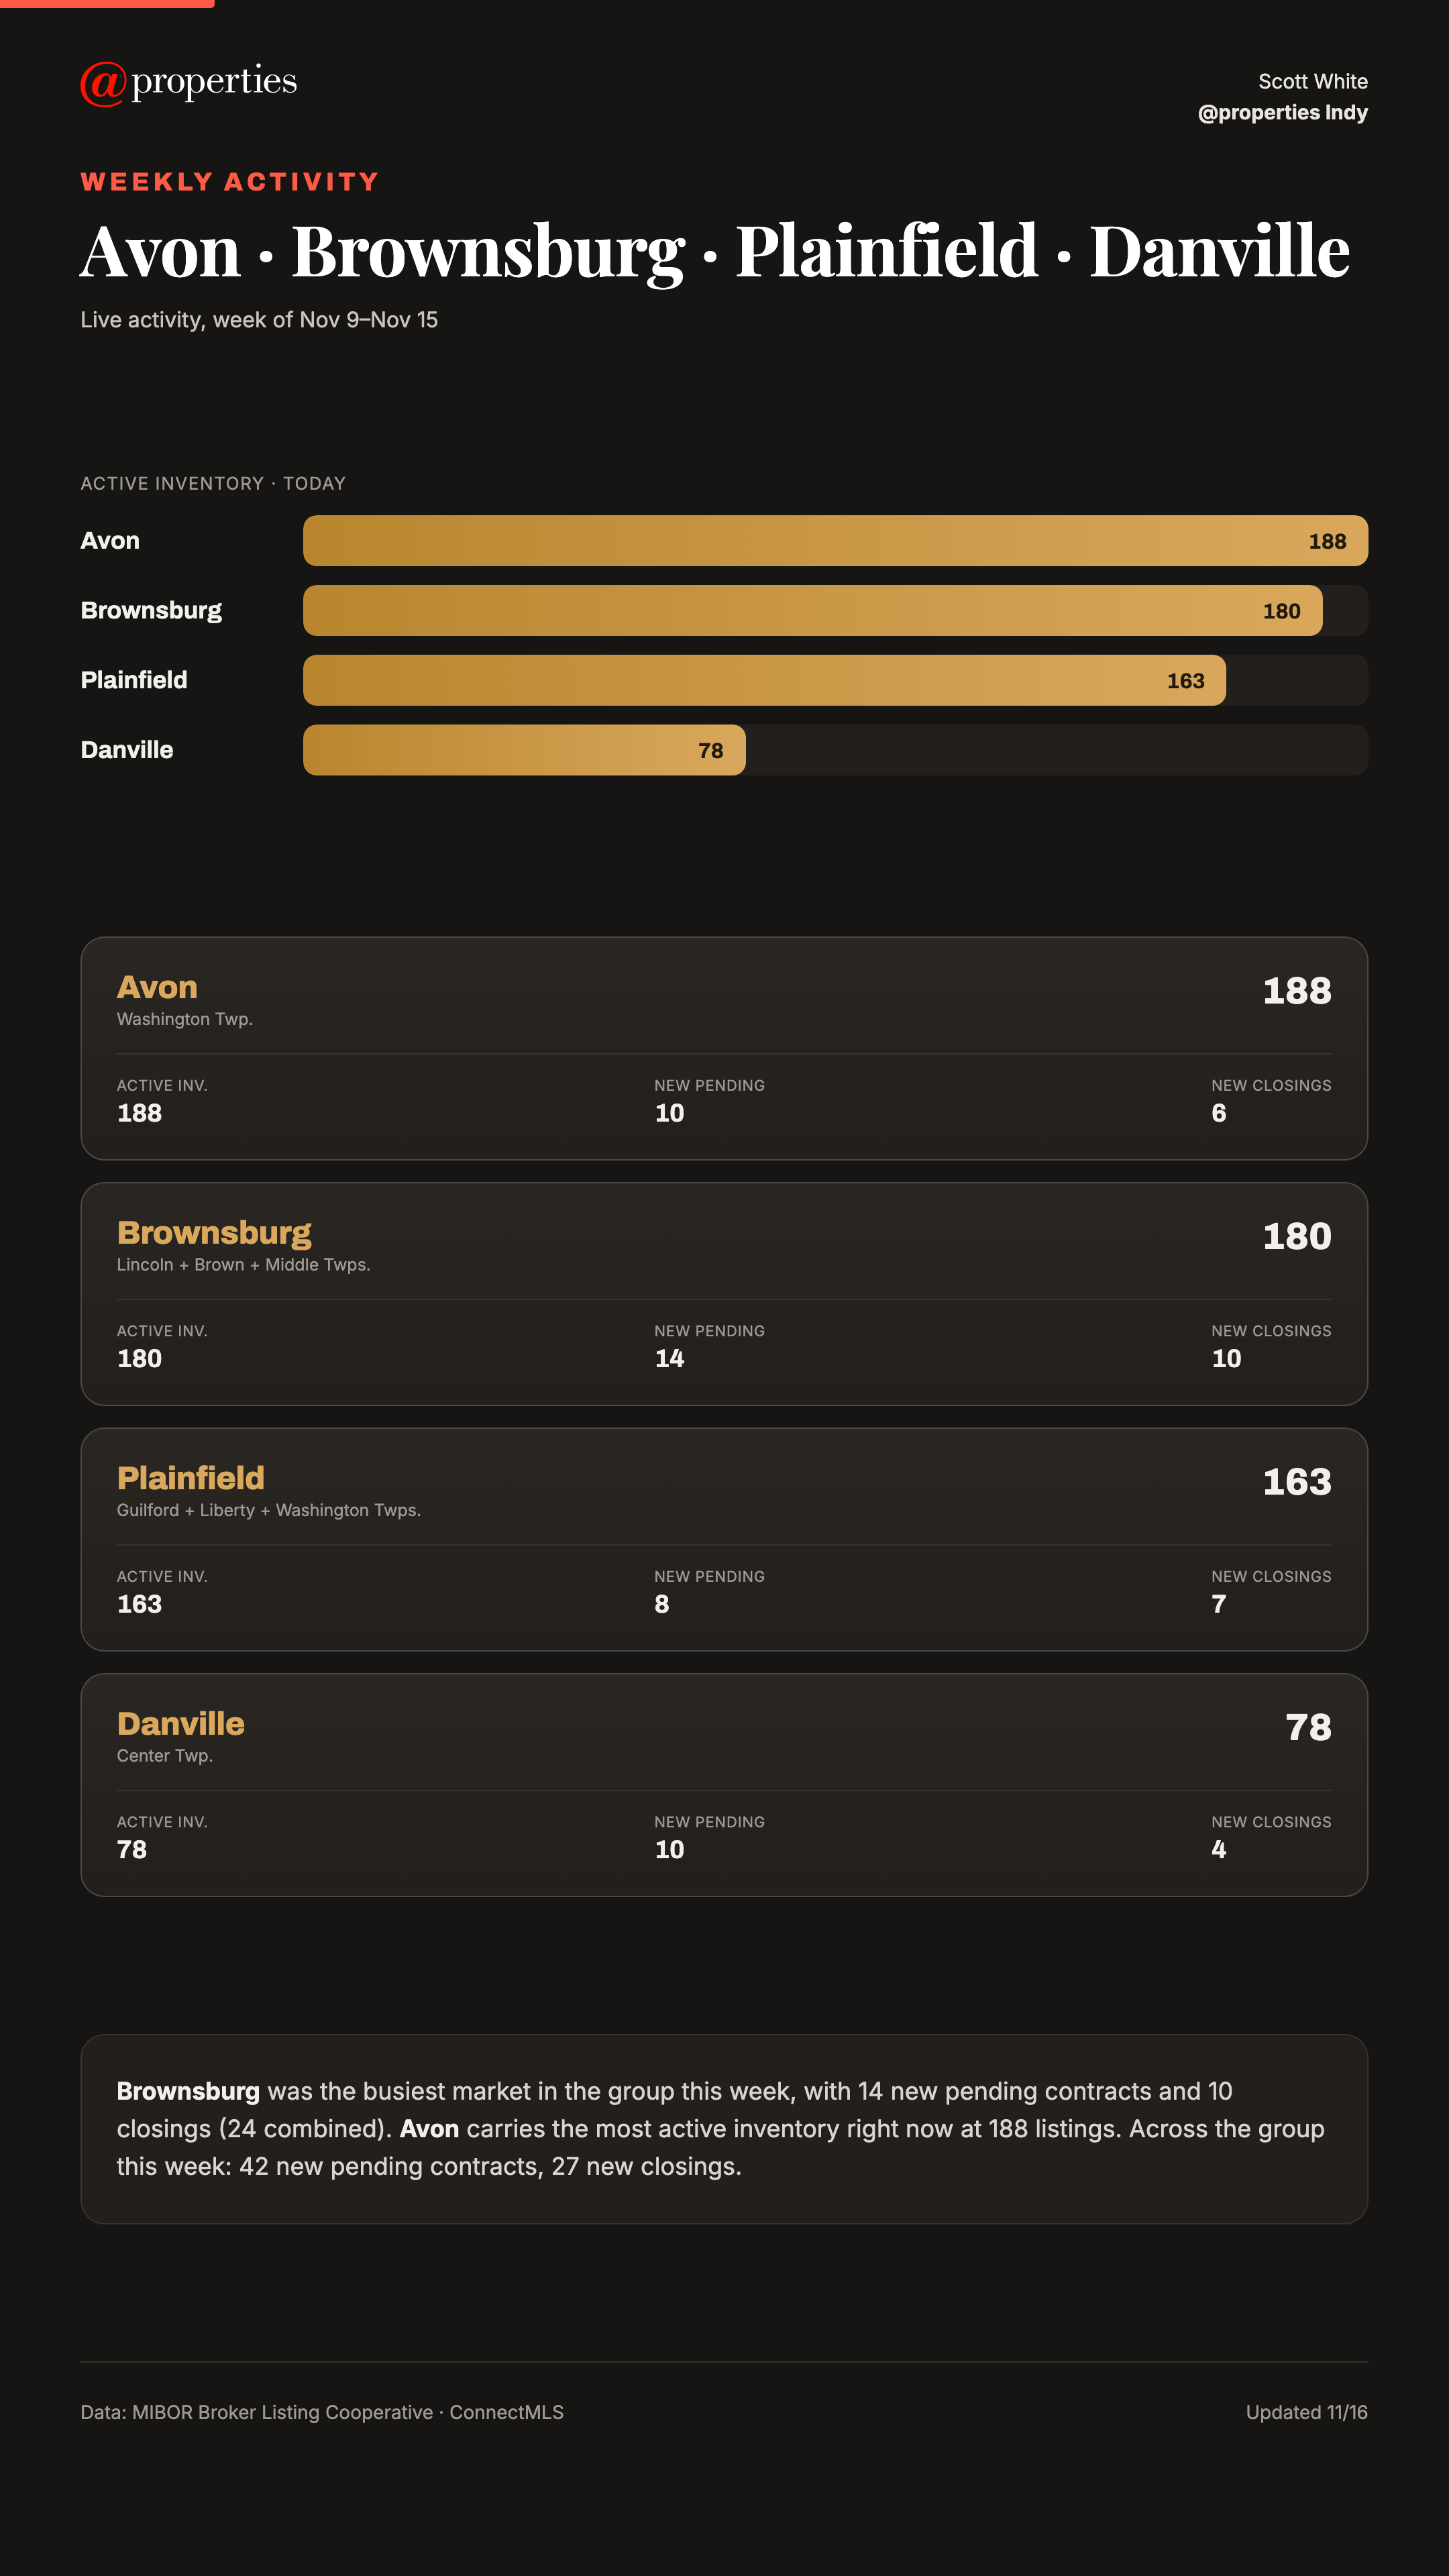 @properties
Scott White
@properties Indy
WEEKLY ACTIVITY
Avon · Brownsburg · Plainfield · Danville
Live activity, week of Nov 9–Nov 15
ACTIVE INVENTORY · TODAY
Avon 188
Brownsburg 180
Plainfield 163
Danville 78
Avon 188
Washington Twp.
ACTIVE INV. NEW PENDING NEW CLOSINGS
188 10 6
Brownsburg 180
Lincoln + Brown + Middle Twps.
ACTIVE INV. NEW PENDING NEW CLOSINGS
180 14 10
Plainfield 163
Guilford + Liberty + Washington Twps.
ACTIVE INV. NEW PENDING NEW CLOSINGS
163 8 7
Danville 78
Center Twp.
ACTIVE INV. NEW PENDING NEW CLOSINGS
78 10 4
Brownsburg was the busiest market in the group this week, with 14 new pending contracts and 10
closings (24 combined). Avon carries the most active inventory right now at 188 listings. Across the group
this week: 42 new pending contracts, 27 new closings.
Data: MIBOR Broker Listing Cooperative · ConnectMLS Updated 11/16